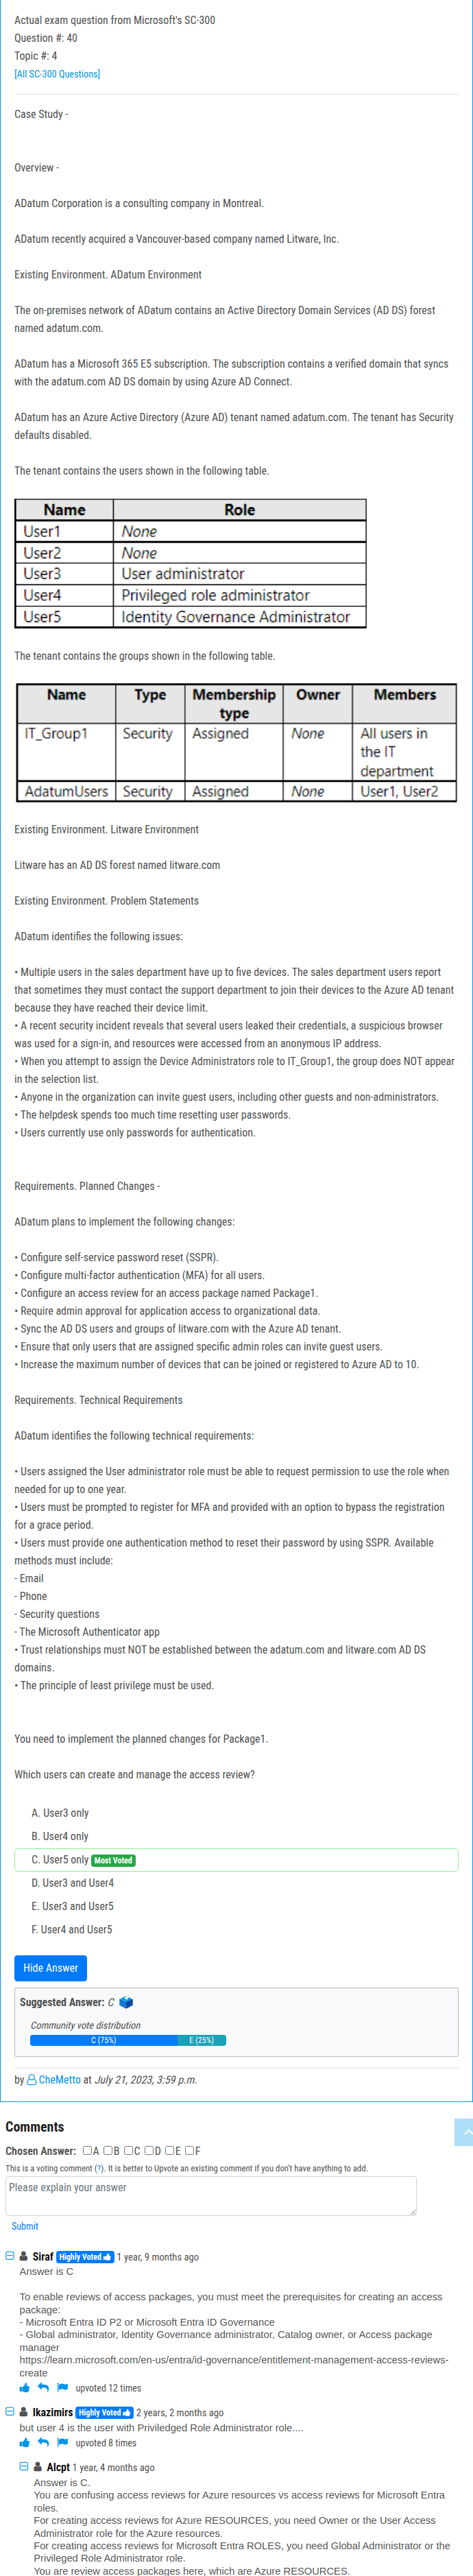 Actual exam question from Microsoft's SC-300
Question #: 40
Topic #: 4
[All SC-300 Questions]
Case Study -
Overview -
ADatum Corporation is a consulting company in Montreal.
ADatum recently acquired a Vancouver-based company named Litware, Inc.
Existing Environment. ADatum Environment
The on-premises network of ADatum contains an Active Directory Domain Services (AD DS) forest
named adatum.com.
ADatum has a Microsoft 365 E5 subscription. The subscription contains a verified domain that syncs
with the adatum.com AD DS domain by using Azure AD Connect.
ADatum has an Azure Active Directory (Azure AD) tenant named adatum.com. The tenant has Security
defaults disabled.
The tenant contains the users shown in the following table.
Name Role
User1 None
User2 None
User3 User administrator
User4 Privileged role administrator
User5 Identity Governance Administrator
The tenant contains the groups shown in the following table.
Name Type Membership type Owner Members
IT_Group1 Security Assigned None All users in the IT department
AdatumUsers Security Assigned None User1, User2
Existing Environment. Litware Environment
Litware has an AD DS forest named litware.com
Existing Environment. Problem Statements
ADatum identifies the following issues:
• Multiple users in the sales department have up to five devices. The sales department users report
that sometimes they must contact the support department to join their devices to the Azure AD tenant
because they have reached their device limit.
• A recent security incident reveals that several users leaked their credentials, a suspicious browser
was used for a sign-in, and resources were accessed from an anonymous IP address.
• When you attempt to assign the Device Administrators role to IT_Group1, the group does NOT appear
in the selection list.
• Anyone in the organization can invite guest users, including other guests and non-administrators.
• The helpdesk spends too much time resetting user passwords.
• Users currently use only passwords for authentication.
Requirements. Planned Changes -
ADatum plans to implement the following changes:
• Configure self-service password reset (SSPR).
• Configure multi-factor authentication (MFA) for all users.
• Configure an access review for an access package named Package1.
• Require admin approval for application access to organizational data.
• Sync the AD DS users and groups of litware.com with the Azure AD tenant.
• Ensure that only users that are assigned specific admin roles can invite guest users.
• Increase the maximum number of devices that can be joined or registered to Azure AD to 10.
Requirements. Technical Requirements
ADatum identifies the following technical requirements:
• Users assigned the User administrator role must be able to request permission to use the role when
needed for up to one year.
• Users must be prompted to register for MFA and provided with an option to bypass the registration
for a grace period.
• Users must provide one authentication method to reset their password by using SSPR. Available
methods must include:
- Email
- Phone
- Security questions
- The Microsoft Authenticator app
• Trust relationships must NOT be established between the adatum.com and litware.com AD DS
domains.
• The principle of least privilege must be used.
You need to implement the planned changes for Package1.
Which users can create and manage the access review?
A. User3 only
B. User4 only
C. User5 only Most Voted
D. User3 and User4
E. User3 and User5
F. User4 and User5
Hide Answer
Suggested Answer: C
Community vote distribution
C (75%) E (25%)
by CheMetto at July 21, 2023, 3:59 p.m.
Comments
Chosen Answer: A B C D E F
This is a voting comment (?). It is better to Upvote an existing comment if you don't have anything to add.
Please explain your answer
Submit
Siraf Highly Voted 1 year, 9 months ago
Answer is C
To enable reviews of access packages, you must meet the prerequisites for creating an access
package:
- Microsoft Entra ID P2 or Microsoft Entra ID Governance
- Global administrator, Identity Governance administrator, Catalog owner, or Access package
manager
https://learn.microsoft.com/en-us/entra/id-governance/entitlement-management-access-reviews-
create
upvoted 12 times
Ikazimirs Highly Voted 2 years, 2 months ago
but user 4 is the user with Priviledged Role Administrator role....
upvoted 8 times
Alcpt 1 year, 4 months ago
Answer is C.
You are confusing access reviews for Azure resources vs access reviews for Microsoft Entra
roles.
For creating access reviews for Azure RESOURCES, you need Owner or the User Access
Administrator role for the Azure resources.
For creating access reviews for Microsoft Entra ROLES, you need Global Administrator or the
Privileged Role Administrator role.
You are review access packages here, which are Azure RESOURCES.